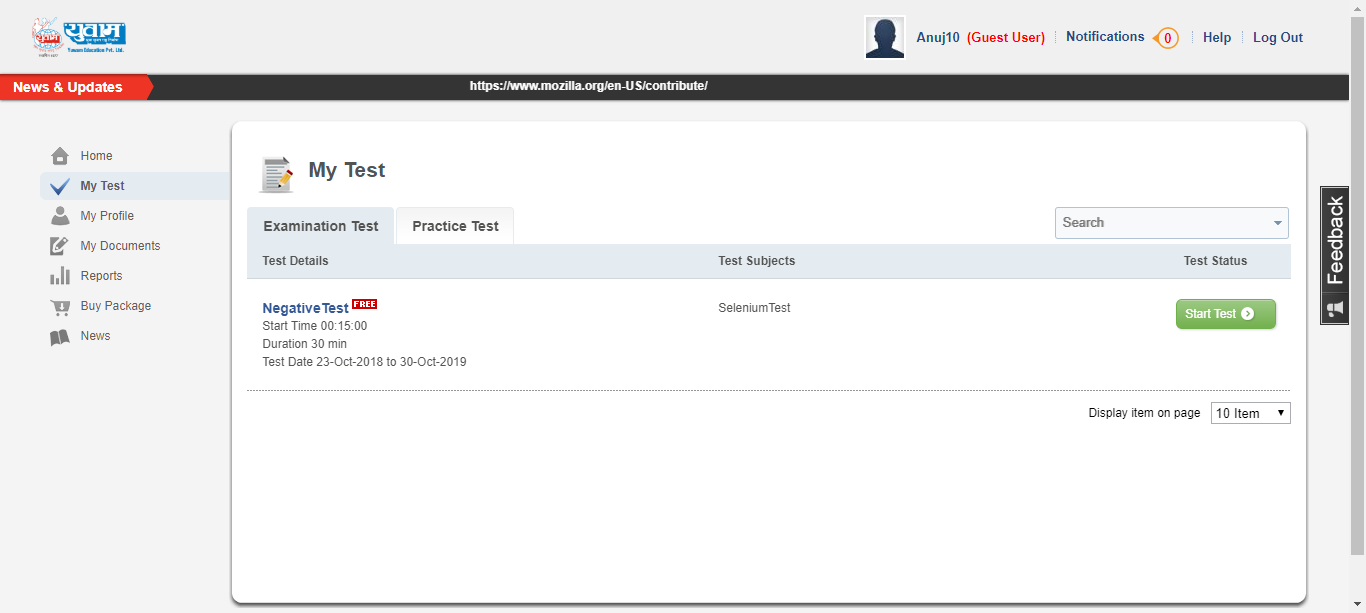 युवाम
Yuwam Education Pvt. Ltd.
Anuj10 (Guest User) Notifications 0 Help Log Out
News & Updates
https://www.mozilla.org/en-US/contribute/
Home
My Test
My Profile
My Documents
Reports
Buy Package
News
My Test
Examination Test Practice Test
Search
Test Details Test Subjects Test Status
NegativeTest FREE
SeleniumTest
Start Test
Start Time 00:15:00
Duration 30 min
Test Date 23-Oct-2018 to 30-Oct-2019
Display item on page 10 Item
Feedback